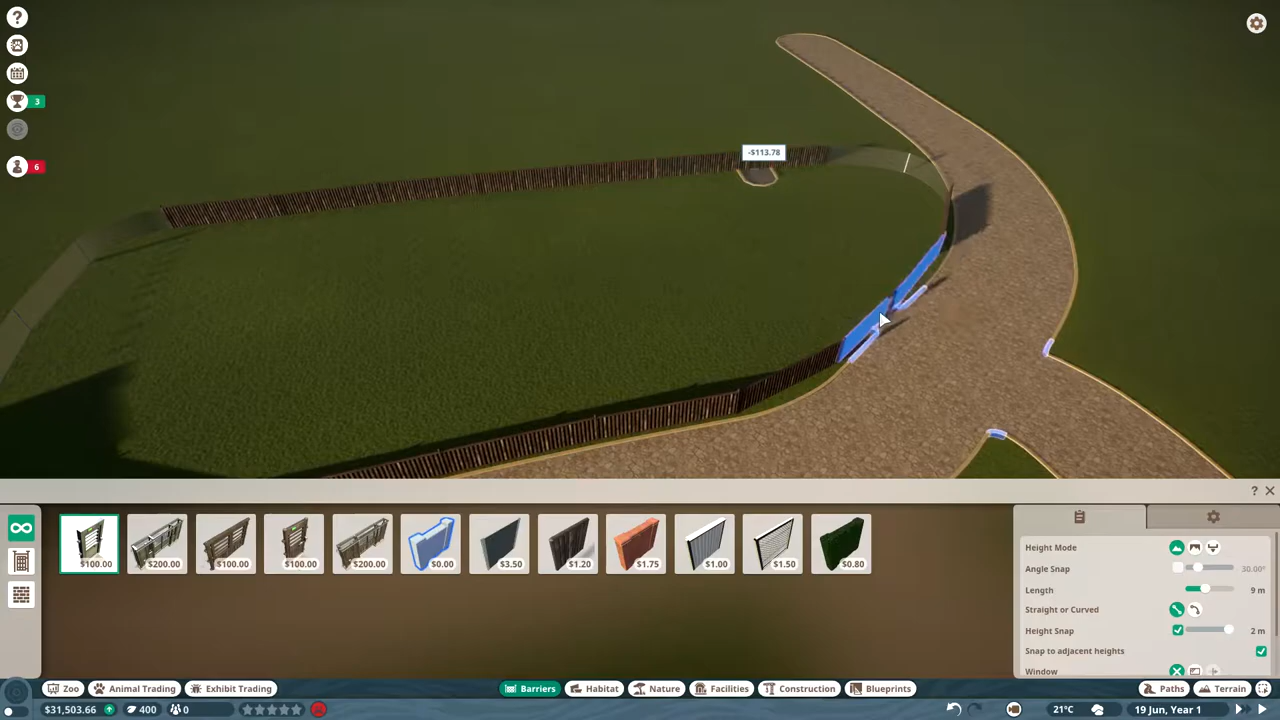 ?
3
6
-$113.78
?
$100.00
$200.00
$100.00
$100.00
$200.00
$0.00
$3.50
$1.20
$1.75
$1.00
$1.50
$0.80
Height Mode
Angle Snap
30.00°
Length
9 m
Straight or Curved
Height Snap
2 m
Snap to adjacent heights
Window
Zoo
Animal Trading
Exhibit Trading
Barriers
Habitat
Nature
Facilities
Construction
Blueprints
Paths
Terrain
$31,503.66
400
0
21°C
19 Jun, Year 1